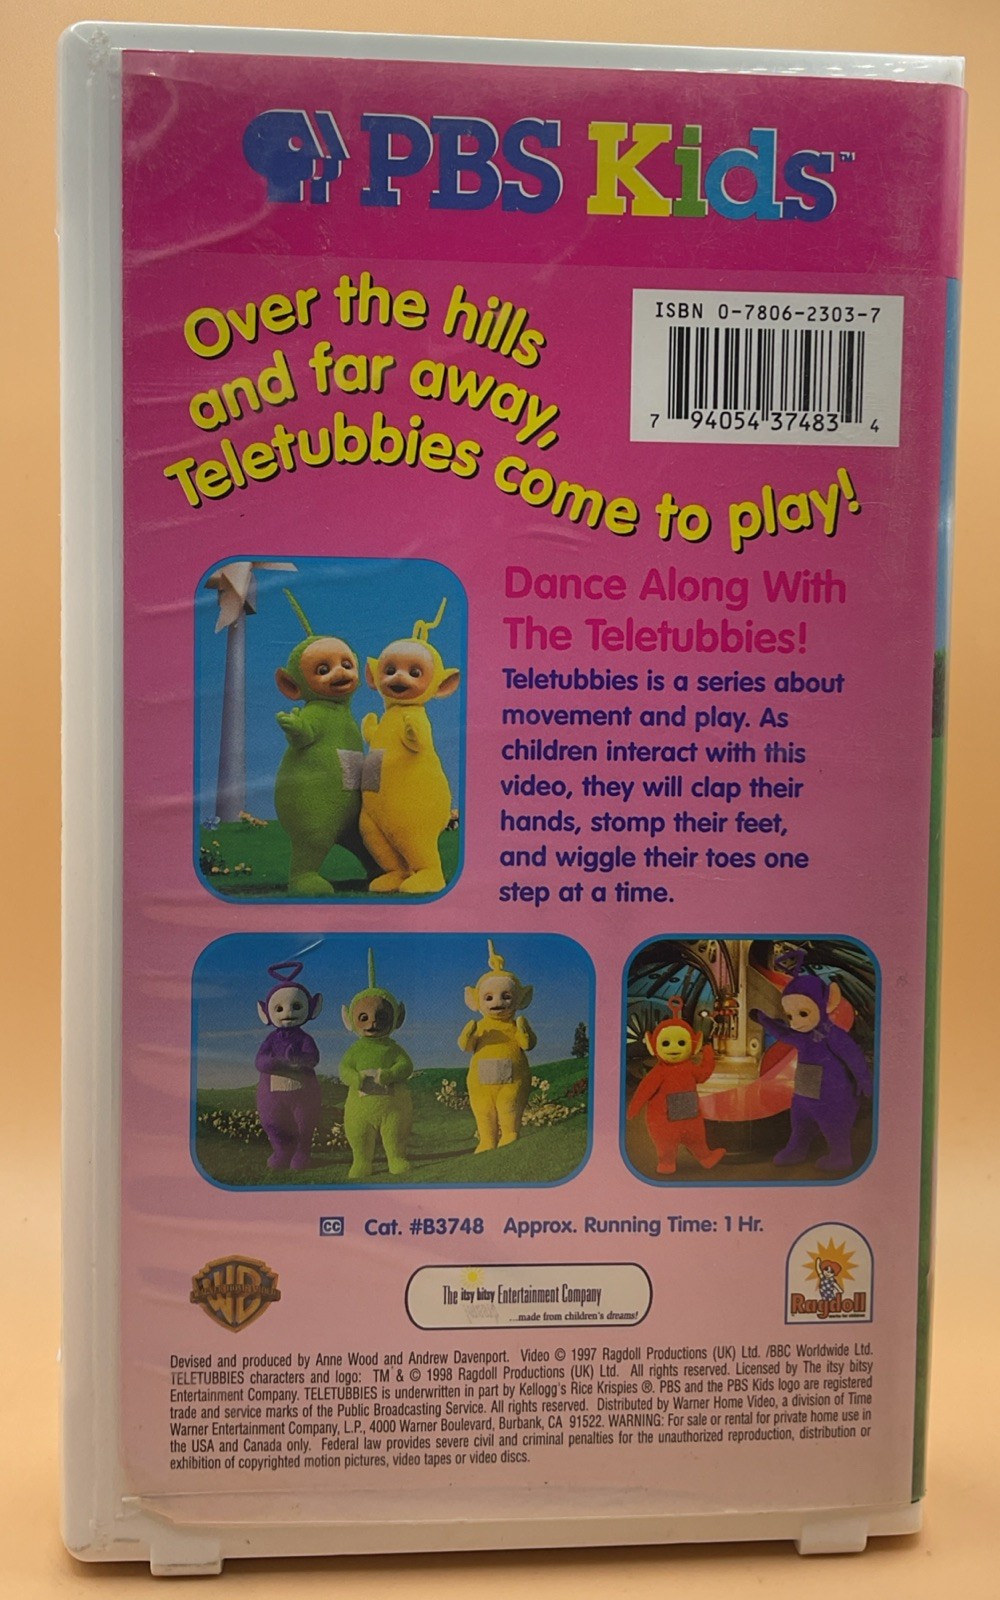 PBS Kids™
Over the hills
and far away,
Teletubbies come to play!
ISBN 0-7806-2303-7
7 94054 37483 4
Dance Along With
The Teletubbies!
Teletubbies is a series about
movement and play. As
children interact with this
video, they will clap their
hands, stomp their feet,
and wiggle their toes one
step at a time.
CC Cat. #B3748 Approx. Running Time: 1 Hr.
WB
The itsy bitsy Entertainment Company
...made from children's dreams!
Ragdoll
Devised and produced by Anne Wood and Andrew Davenport. Video © 1997 Ragdoll Productions (UK) Ltd. /BBC Worldwide Ltd.
TELETUBBIES characters and logo: TM & © 1998 Ragdoll Productions (UK) Ltd. All rights reserved. Licensed by The itsy bitsy
Entertainment Company. TELETUBBIES is underwritten in part by Kellogg's Rice Krispies ®. PBS and the PBS Kids logo are registered
trade and service marks of the Public Broadcasting Service. All rights reserved. Distributed by Warner Home Video, a division of Time
Warner Entertainment Company, L.P., 4000 Warner Boulevard, Burbank, CA 91522. WARNING: For sale or rental for private home use in
the USA and Canada only. Federal law provides severe civil and criminal penalties for the unauthorized reproduction, distribution or
exhibition of copyrighted motion pictures, video tapes or video discs.